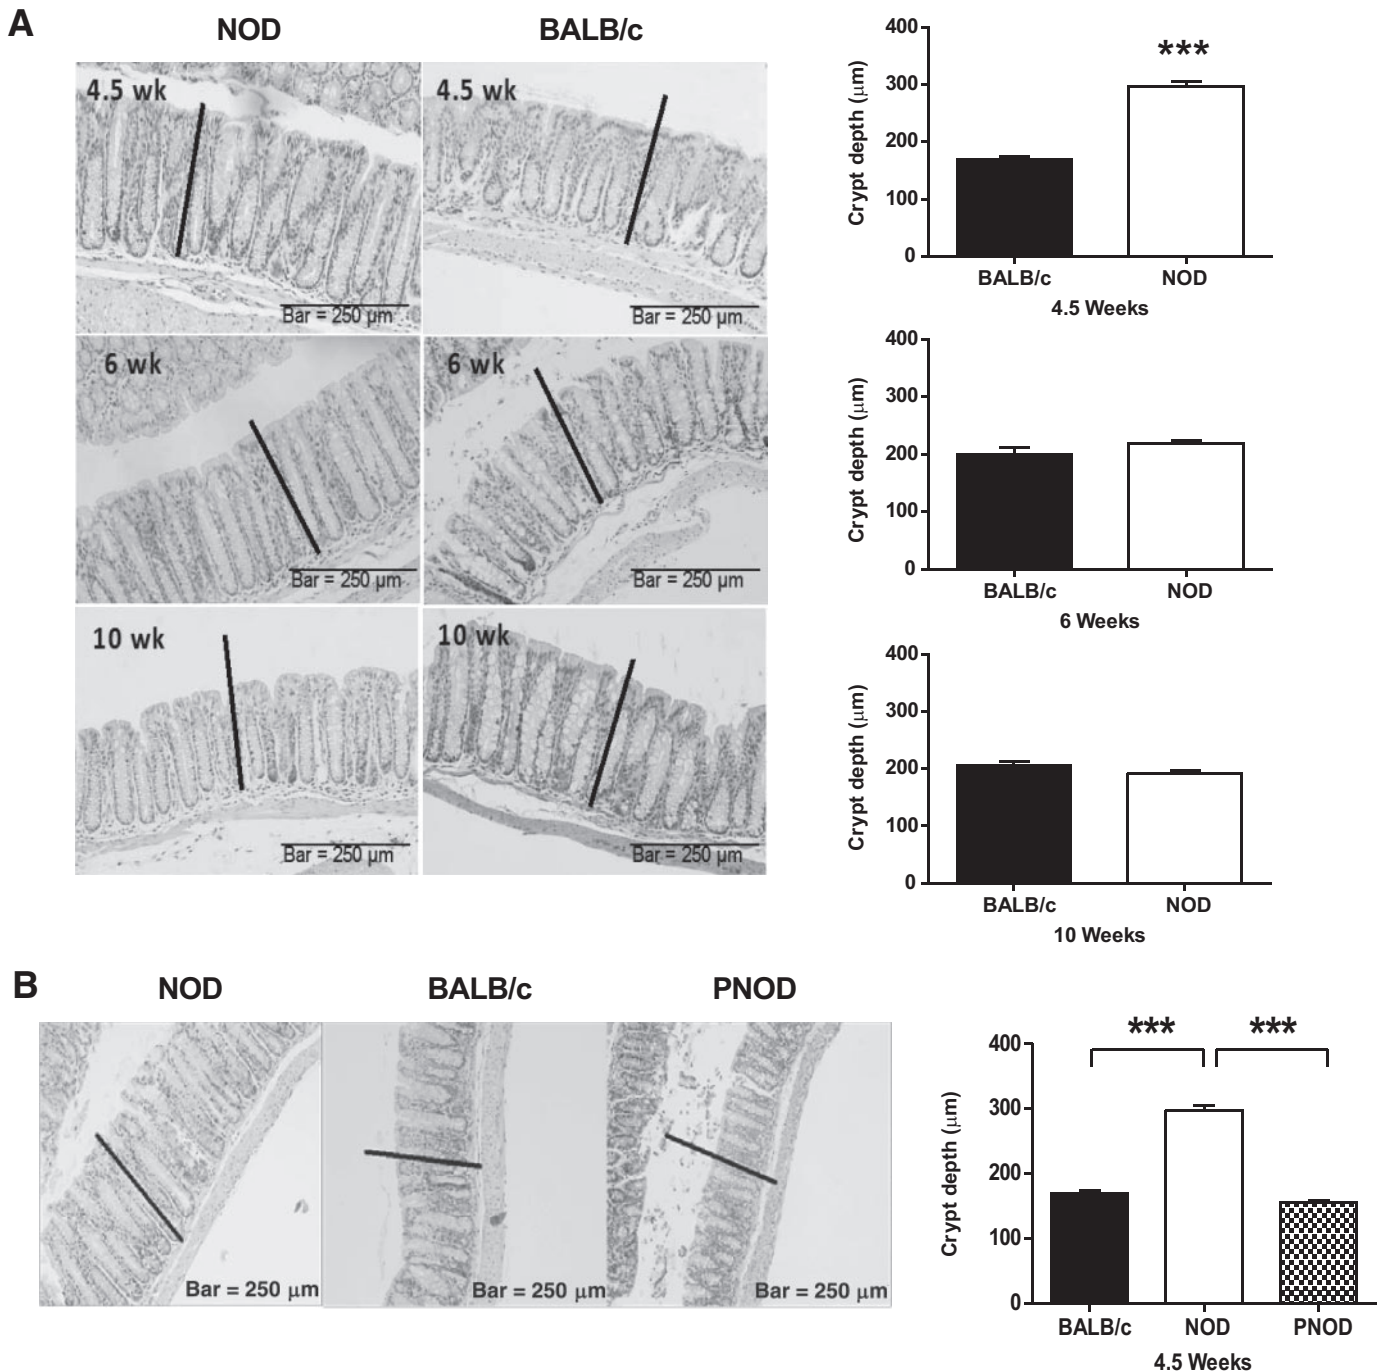 A
NOD
BALB/c
4.5 wk
4.5 wk
Bar = 250 μm
Bar = 250 μm
6 wk
6 wk
Bar = 250 μm
Bar = 250 μm
10 wk
10 wk
Bar = 250 μm
Bar = 250 μm
400
300
200
100
0
Crypt depth (μm)
***
BALB/c
NOD
4.5 Weeks
400
300
200
100
0
Crypt depth (μm)
BALB/c
NOD
6 Weeks
400
300
200
100
0
Crypt depth (μm)
BALB/c
NOD
10 Weeks
B
NOD
BALB/c
PNOD
Bar = 250 μm
Bar = 250 μm
Bar = 250 μm
400
300
200
100
0
Crypt depth (μm)
***
***
BALB/c
NOD
PNOD
4.5 Weeks